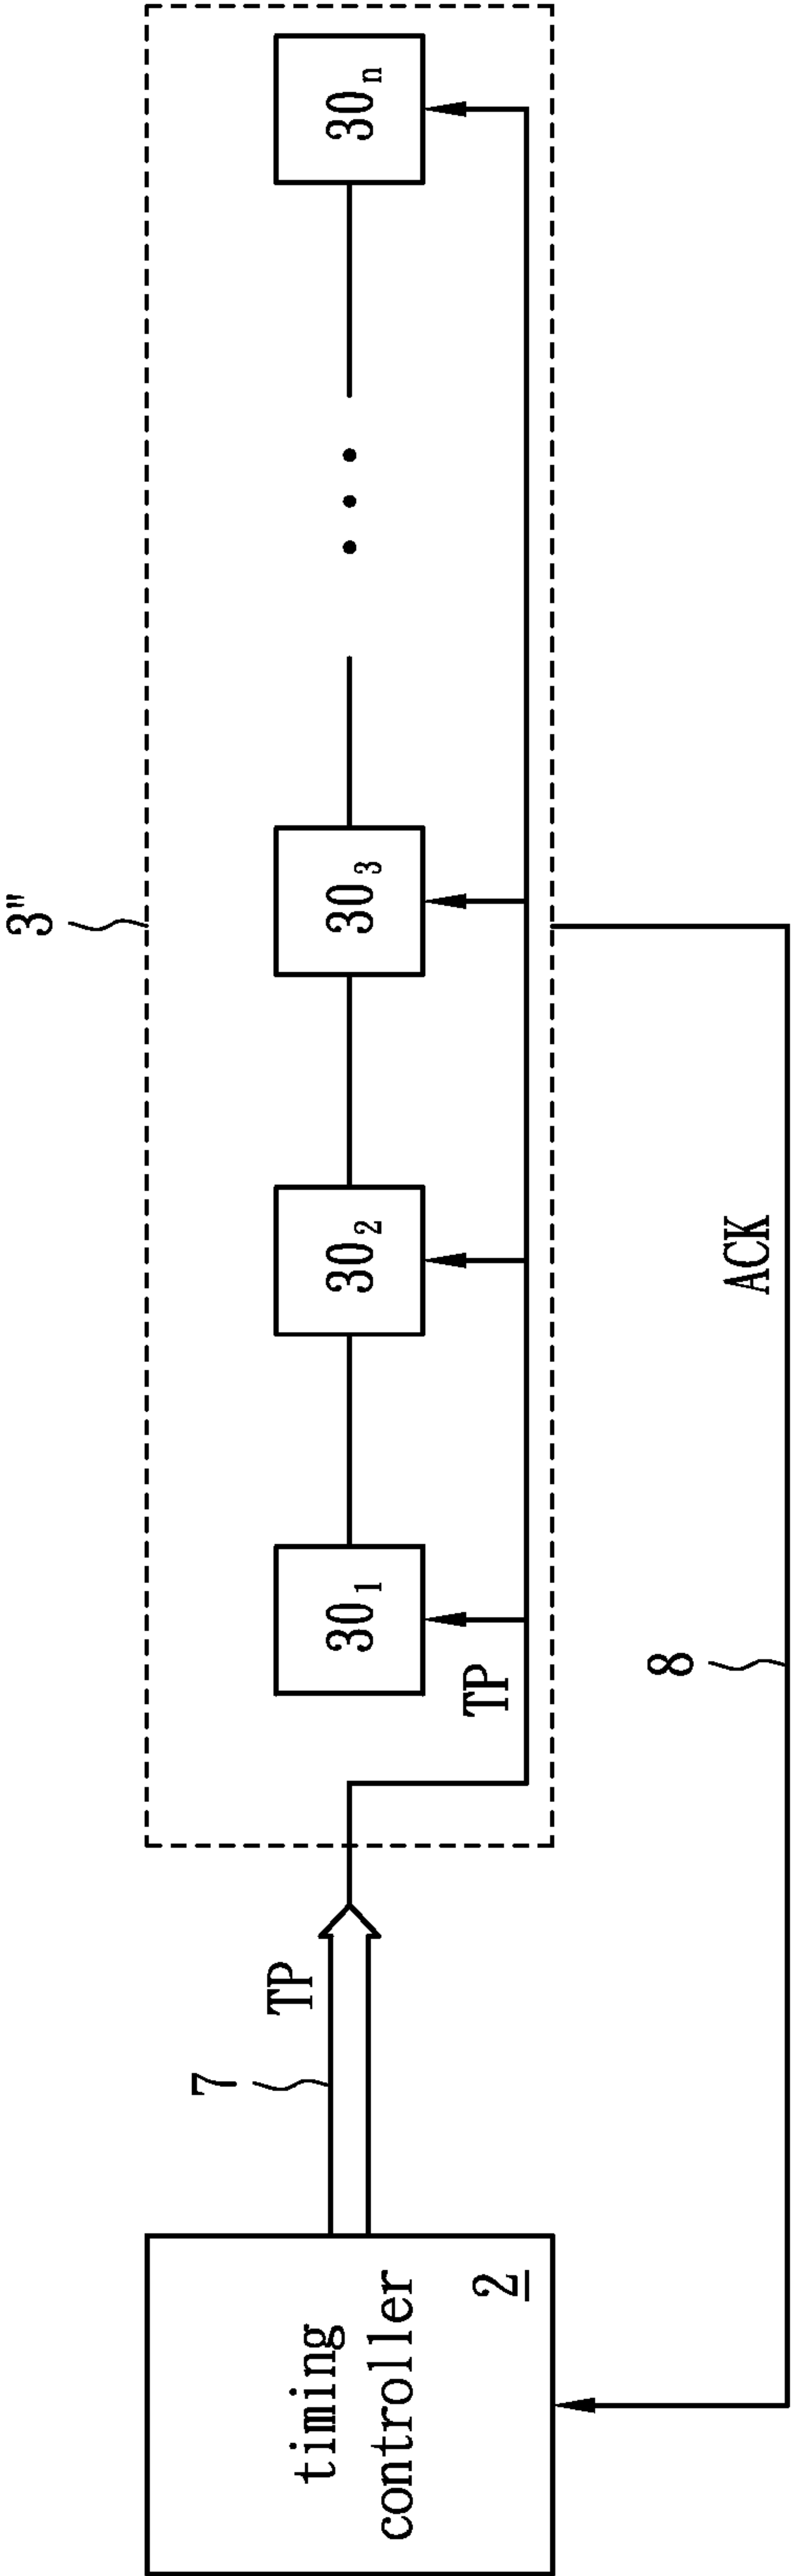 3"
30₁
30₂
30₃
30ₙ
TP
7
TP
timing
controller
2
8
ACK